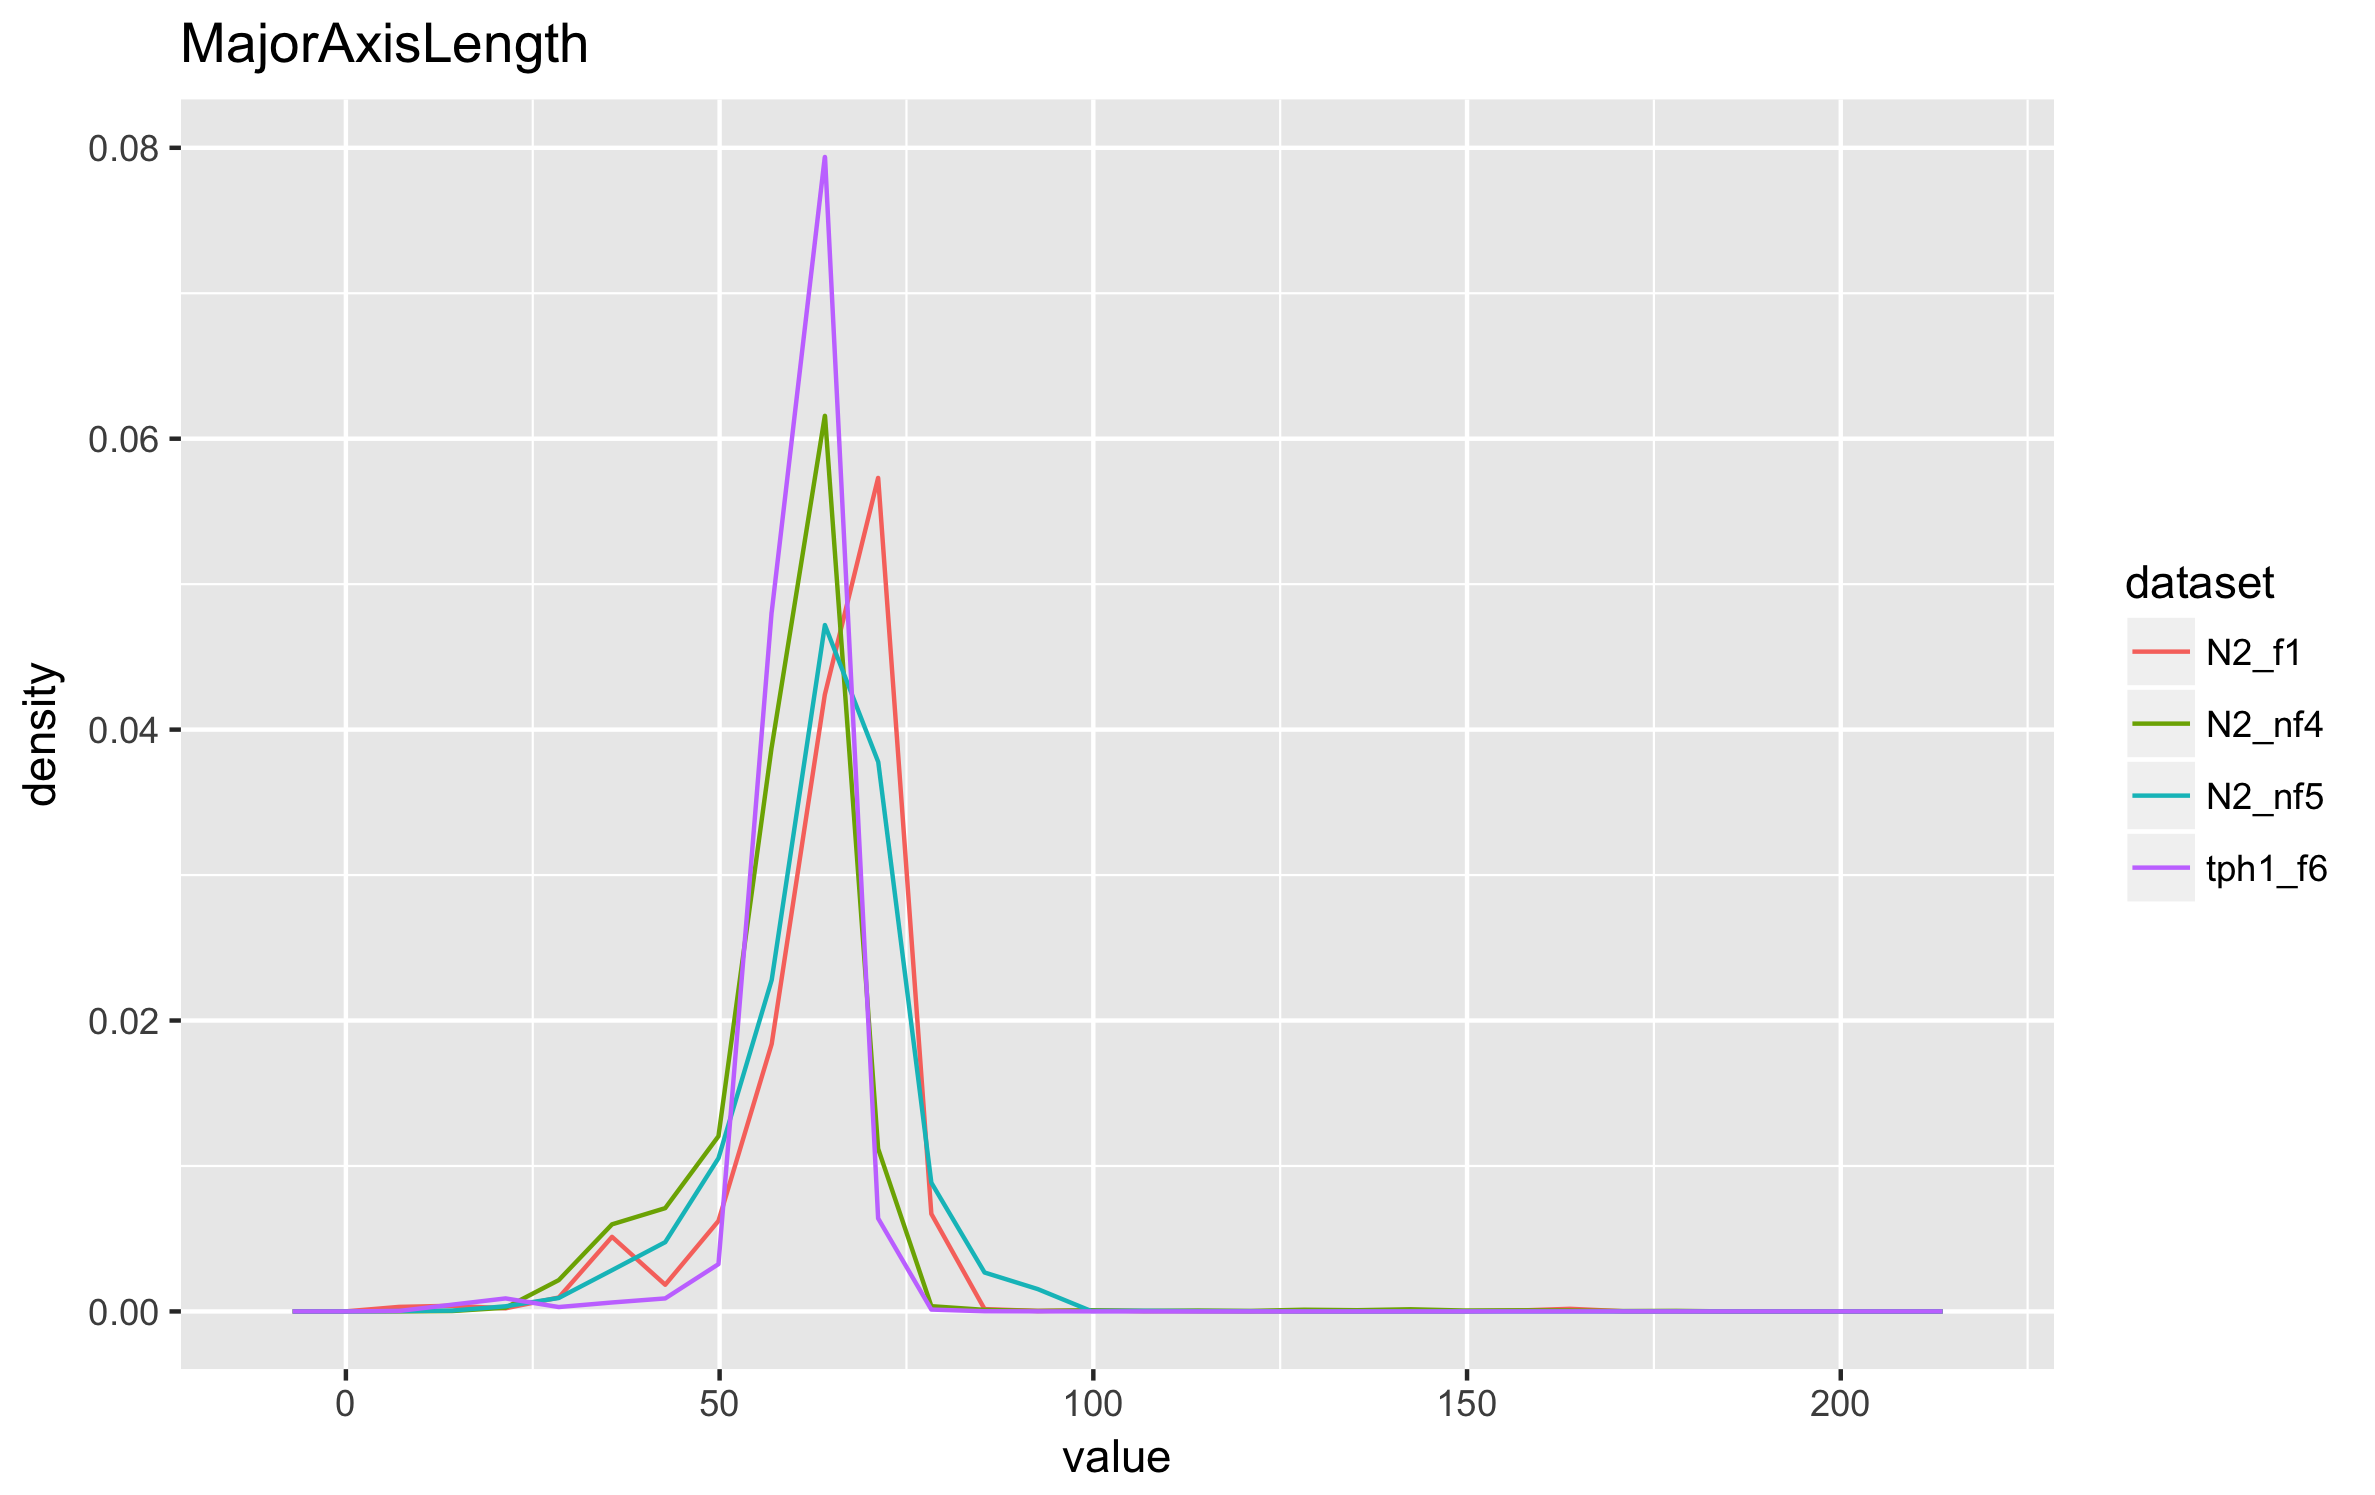 MajorAxisLength
0.08
0.06
0.04
0.02
0.00
density
0
50
100
150
200
value
dataset
N2_f1
N2_nf4
N2_nf5
tph1_f6